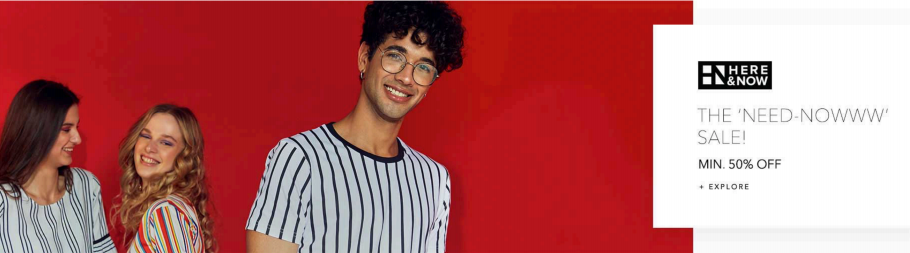 HERE
&NOW
THE 'NEED-NOWWW'
SALE!
MIN. 50% OFF
+ EXPLORE